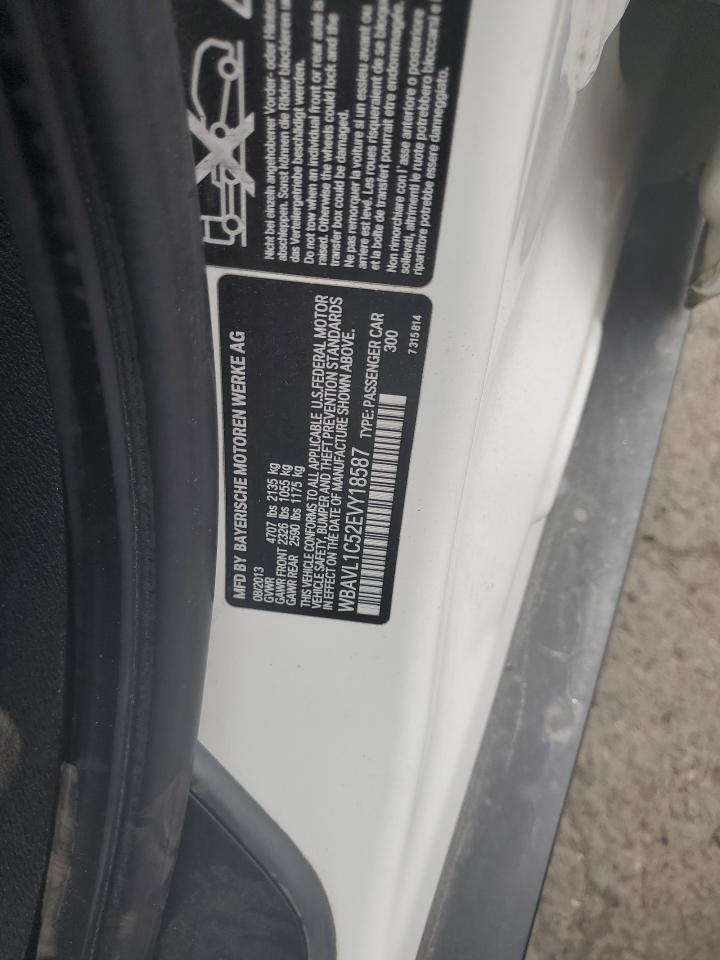 MFD BY BAYERISCHE MOTOREN WERKE AG
08/2013
GVWR 4707 lbs 2135 kg
GAWR FRONT 2326 lbs 1055 kg
GAWR REAR 2590 lbs 1175 kg
THIS VEHICLE CONFORMS TO ALL APPLICABLE U.S.FEDERAL MOTOR
VEHICLE SAFETY, BUMPER AND THEFT PREVENTION STANDARDS
IN EFFECT ON THE DATE OF MANUFACTURE SHOWN ABOVE.
WBAVL1C52EVY18587 TYPE: PASSENGER CAR
300
7 315 814
Nicht bei einzeln angehobener Vorder- oder Hinter
abschleppen. Sonst können die Räder blockieren u
das Verteilergetriebe beschädigt werden.
Do not tow when an individual front or rear axle is
raised. Otherwise the wheels could lock and the
transfer box could be damaged.
Ne pas remorquer la voiture si un essieu avant ou
arriere est levé. Les roues risqueraient de se bloque
et la boîte de transfert pourrait etre endommagée.
Non rimorchiare con l'asse anteriore o posteriore
sollevati, altrimenti le ruote potrebbero bloccarsi e
ripartitore potrebbe essere danneggiato.